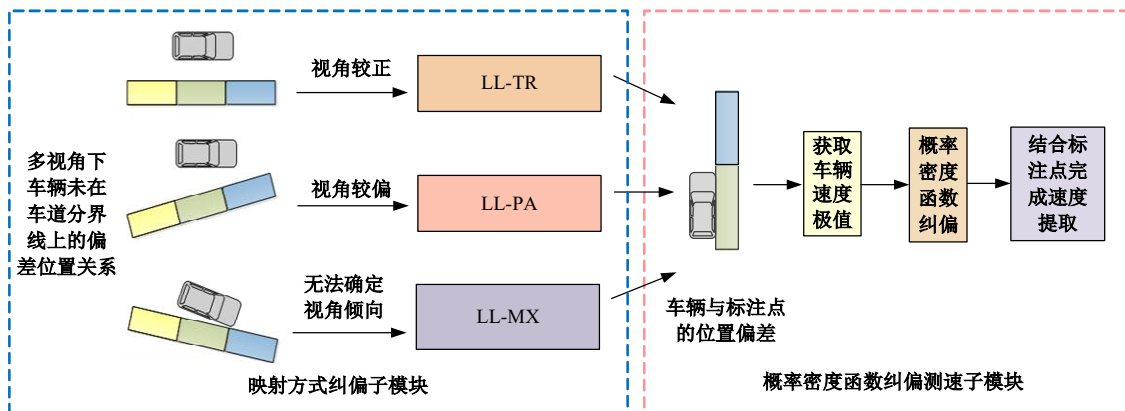 多视角下
车辆未在
车道分界
线上的偏
差位置关系
视角较正
LL-TR
视角较偏
LL-PA
无法确定
视角倾向
LL-MX
映射方式纠偏子模块
车辆与标注点
的位置偏差
获取
车辆
速度
极值
概率
密度
函数
纠偏
结合标
注点完
成速度
提取
概率密度函数纠偏测速子模块